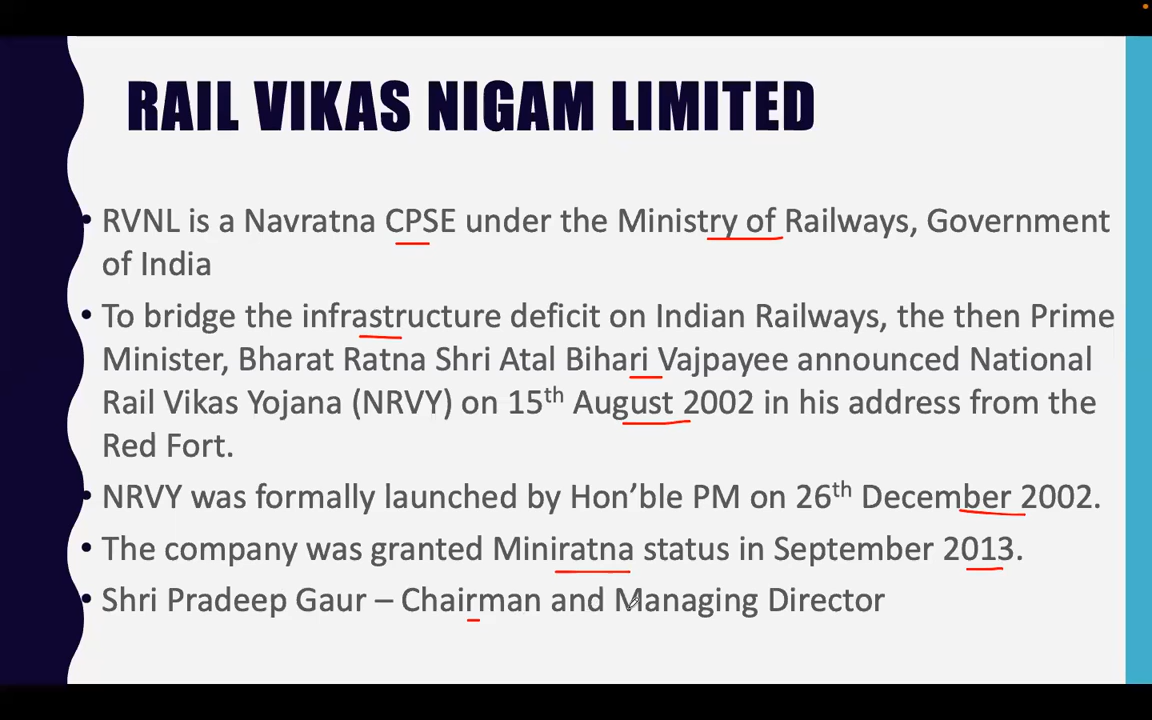 RAIL VIKAS NIGAM LIMITED
• RVNL is a Navratna CPSE under the Ministry of Railways, Government
of India
• To bridge the infrastructure deficit on Indian Railways, the then Prime
Minister, Bharat Ratna Shri Atal Bihari Vajpayee announced National
Rail Vikas Yojana (NRVY) on 15th August 2002 in his address from the
Red Fort.
• NRVY was formally launched by Hon’ble PM on 26th December 2002.
• The company was granted Miniratna status in September 2013.
• Shri Pradeep Gaur – Chairman and Managing Director